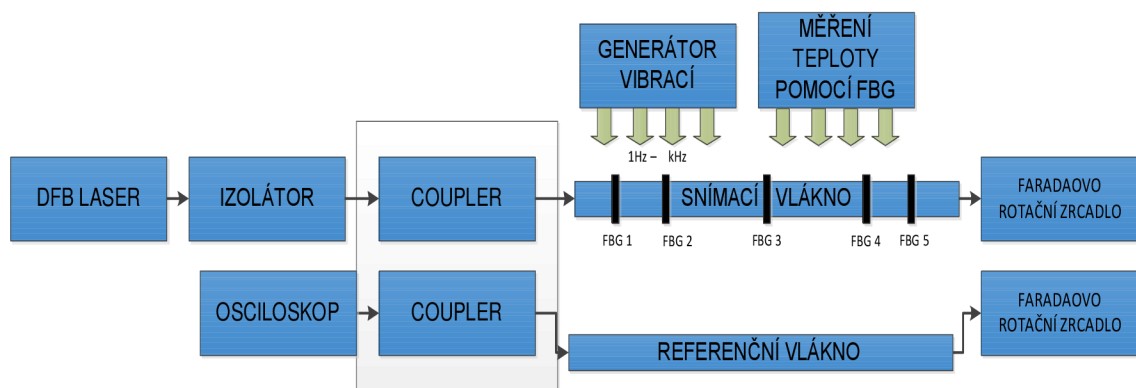 GENERÁTOR
VIBRACÍ
MĚŘENÍ
TEPLOTY
POMOCÍ FBG
1Hz – kHz
DFB LASER
IZOLÁTOR
COUPLER
SNÍMACÍ VLÁKNO
FARADAOVO
ROTAČNÍ ZRCADLO
FBG 1
FBG 2
FBG 3
FBG 4
FBG 5
OSCILOSKOP
COUPLER
REFERENČNÍ VLÁKNO
FARADAOVO
ROTAČNÍ ZRCADLO